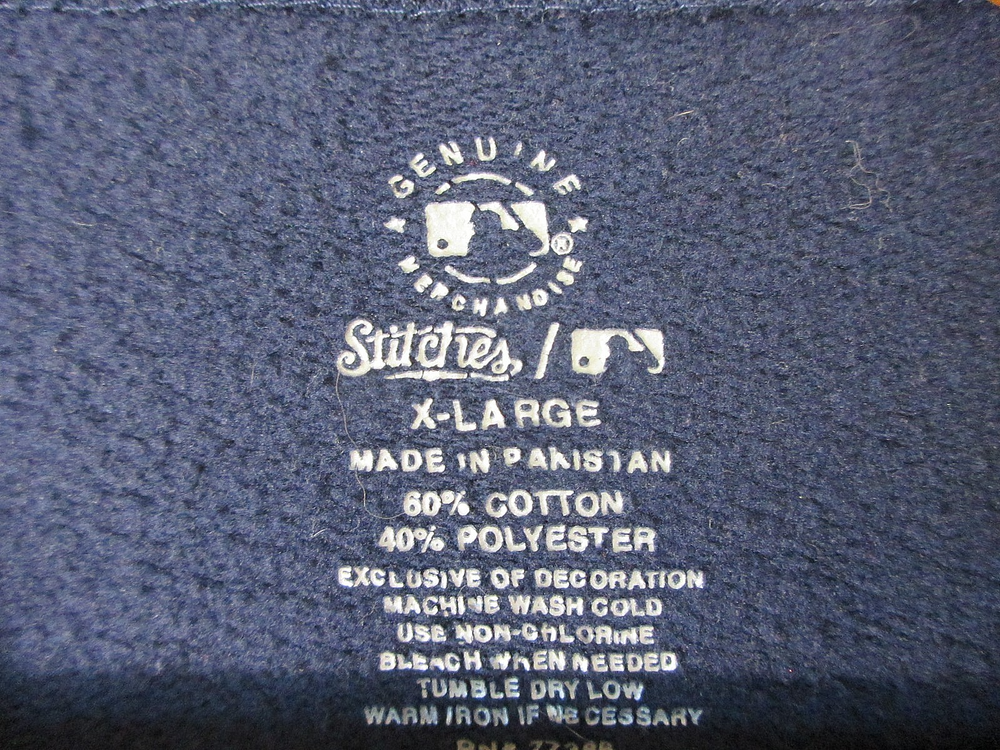 GENUINE
MERCHANDISE
®
Stitches /
X-LARGE
MADE IN PAKISTAN
60% COTTON
40% POLYESTER
EXCLUSIVE OF DECORATION
MACHINE WASH COLD
USE NON-CHLORINE
BLEACH WHEN NEEDED
TUMBLE DRY LOW
WARM IRON IF NECESSARY
RN#